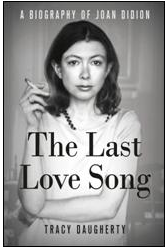 A BIOGRAPHY OF JOAN DIDION
The Last
Love Song
TRACY DAUGHERTY